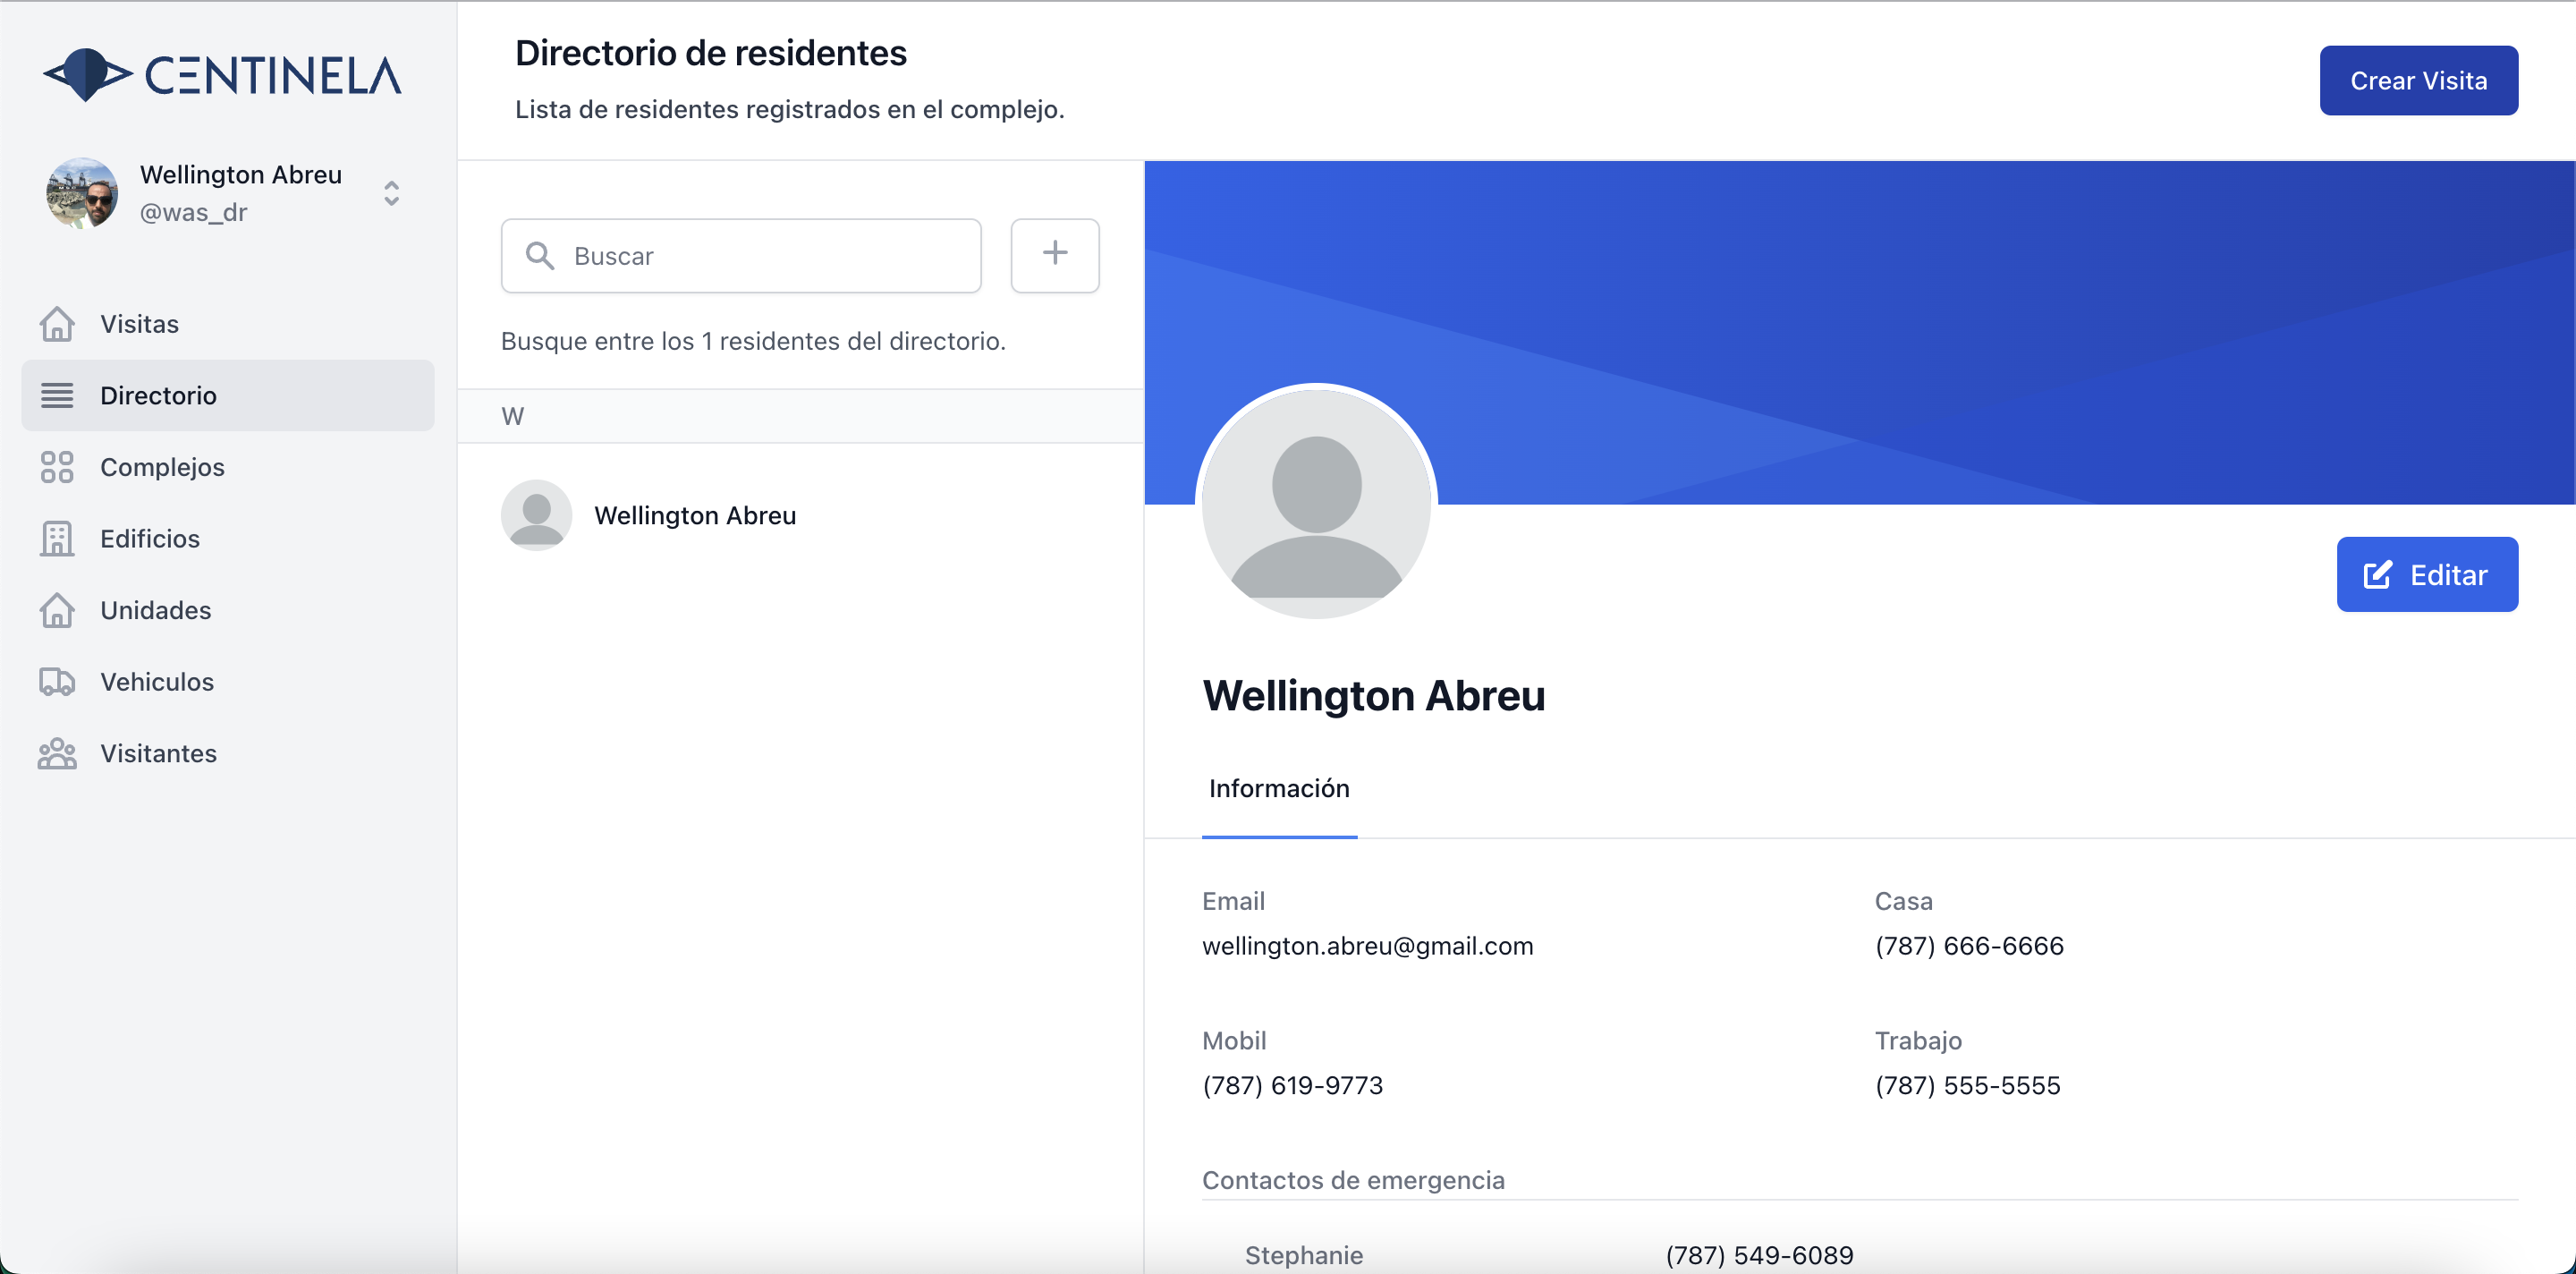 CENTINELA
Wellington Abreu
@was_dr
Visitas
Directorio
Complejos
Edificios
Unidades
Vehiculos
Visitantes
Directorio de residentes
Lista de residentes registrados en el complejo.
Crear Visita
Buscar
Busque entre los 1 residentes del directorio.
W
Wellington Abreu
Editar
Wellington Abreu
Información
Email
wellington.abreu@gmail.com
Casa
(787) 666-6666
Mobil
(787) 619-9773
Trabajo
(787) 555-5555
Contactos de emergencia
Stephanie (787) 549-6089